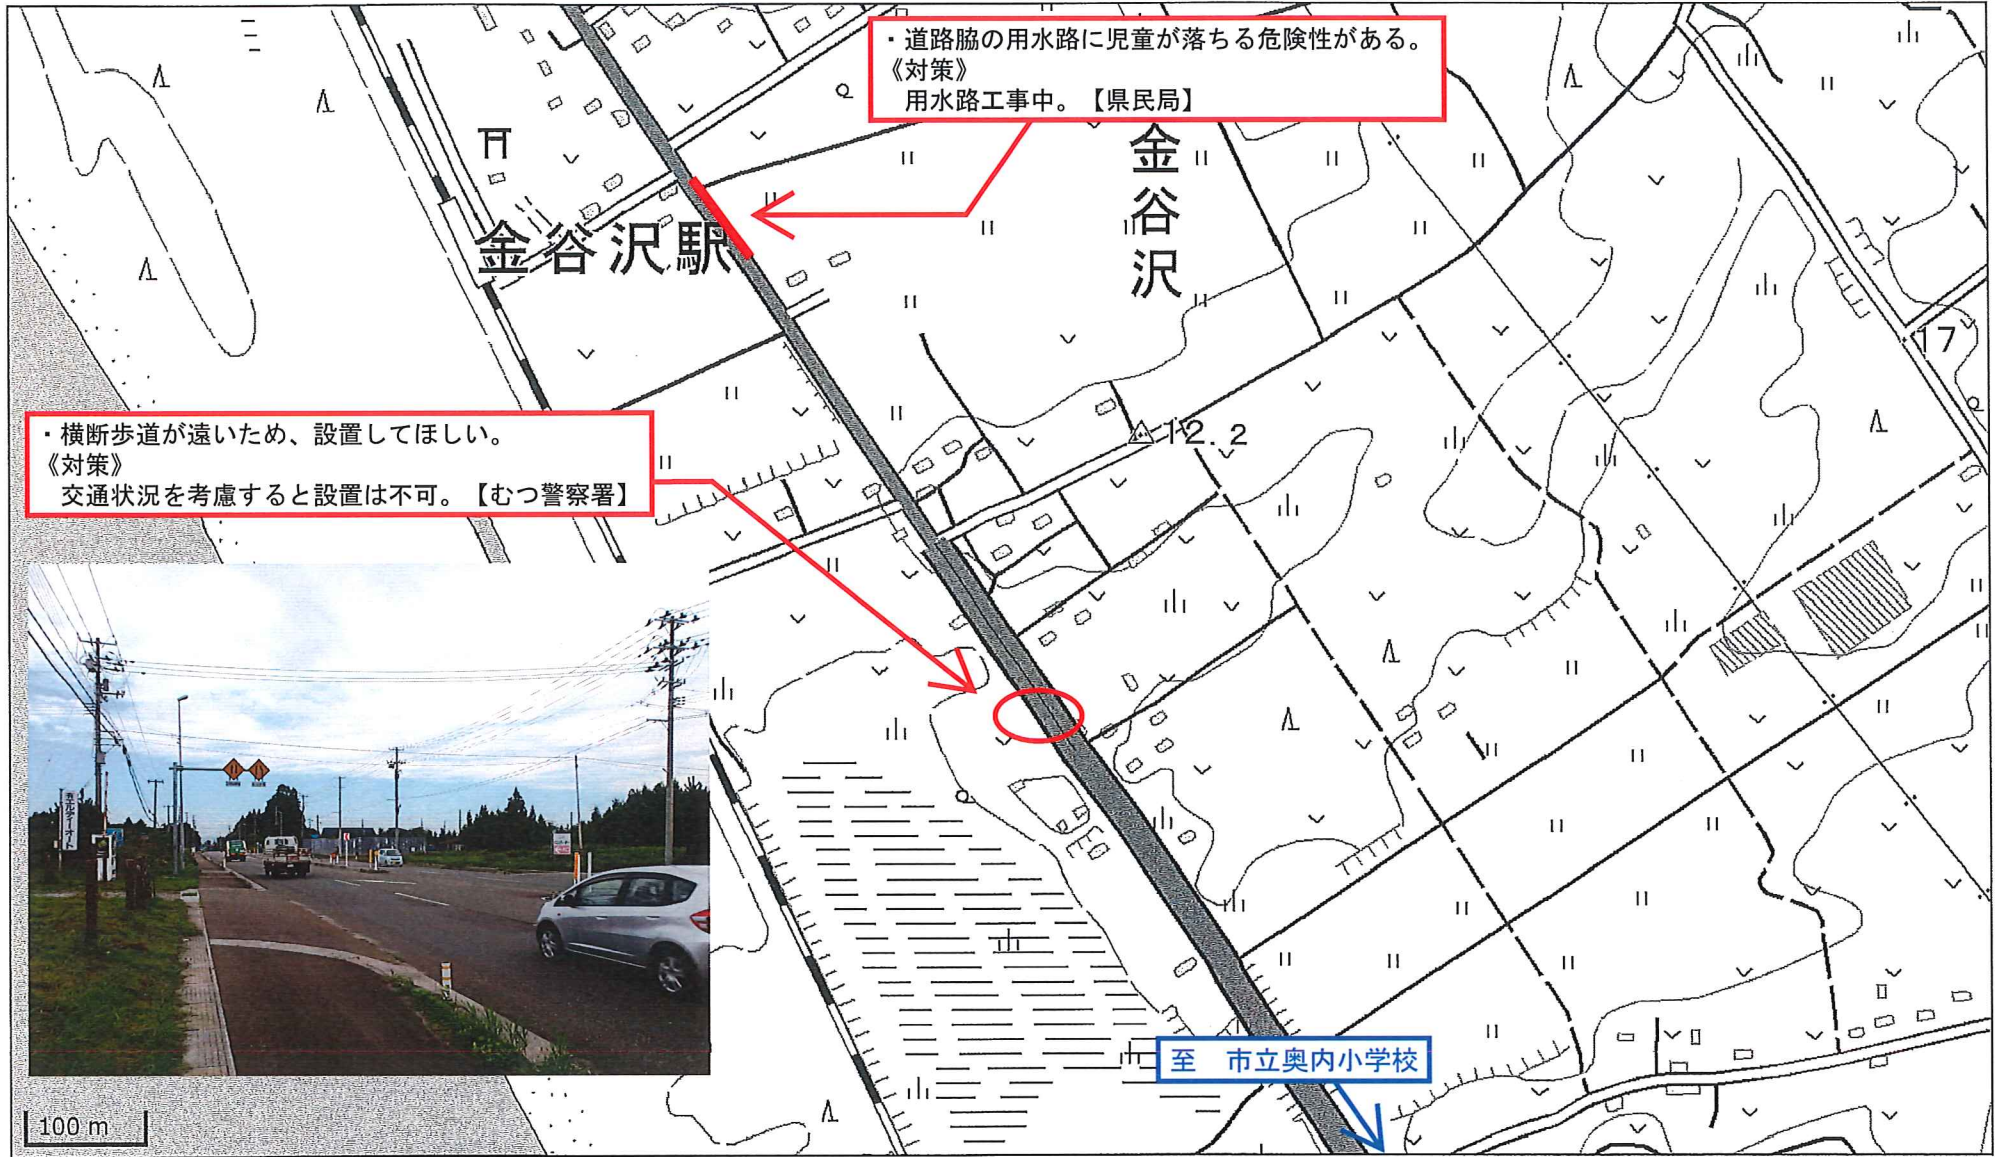 ・道路脇の用水路に児童が落ちる危険性がある。
《対策》
用水路工事中。【県民局】
金谷沢
金谷沢駅
17
12.2
・横断歩道が遠いため、設置してほしい。
《対策》
交通状況を考慮すると設置は不可。【むつ警察署】
至 市立奥内小学校
100 m